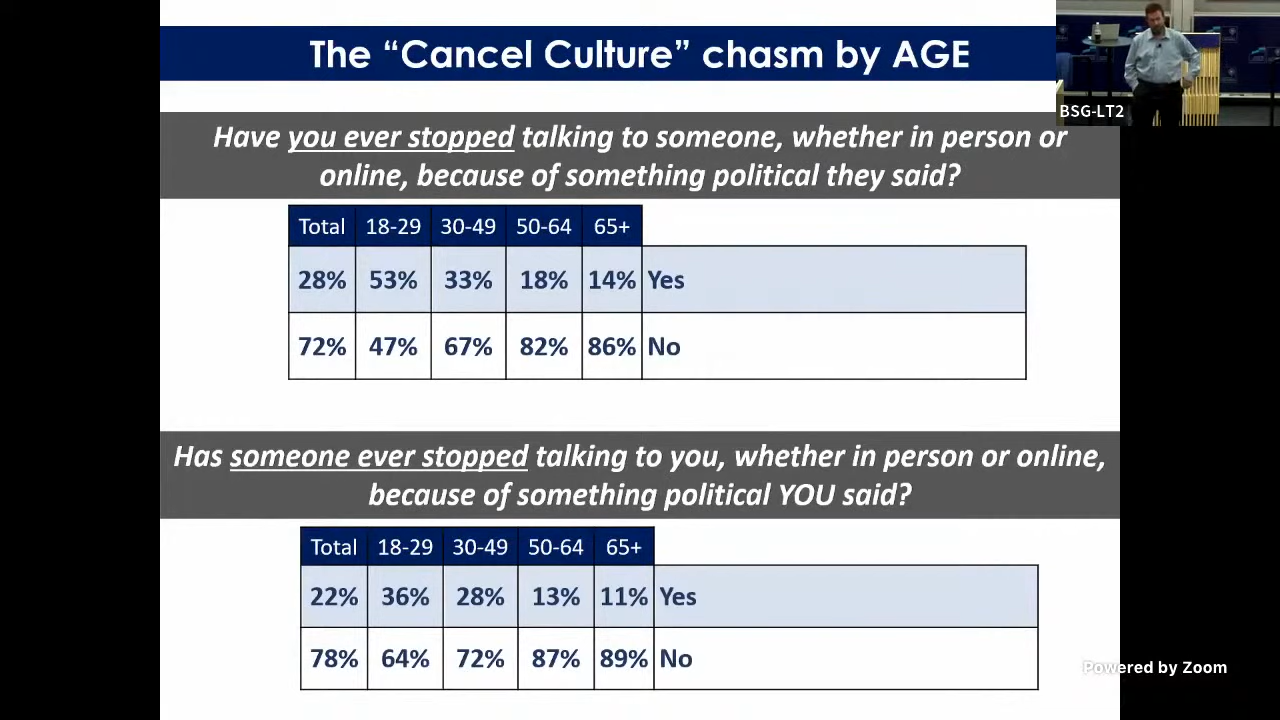 The “Cancel Culture” chasm by AGE
BSG-LT2
Have you ever stopped talking to someone, whether in person or
online, because of something political they said?
Total 18-29 30-49 50-64 65+
28% 53% 33% 18% 14% Yes
72% 47% 67% 82% 86% No
Has someone ever stopped talking to you, whether in person or online,
because of something political YOU said?
Total 18-29 30-49 50-64 65+
22% 36% 28% 13% 11% Yes
78% 64% 72% 87% 89% No
Powered by Zoom